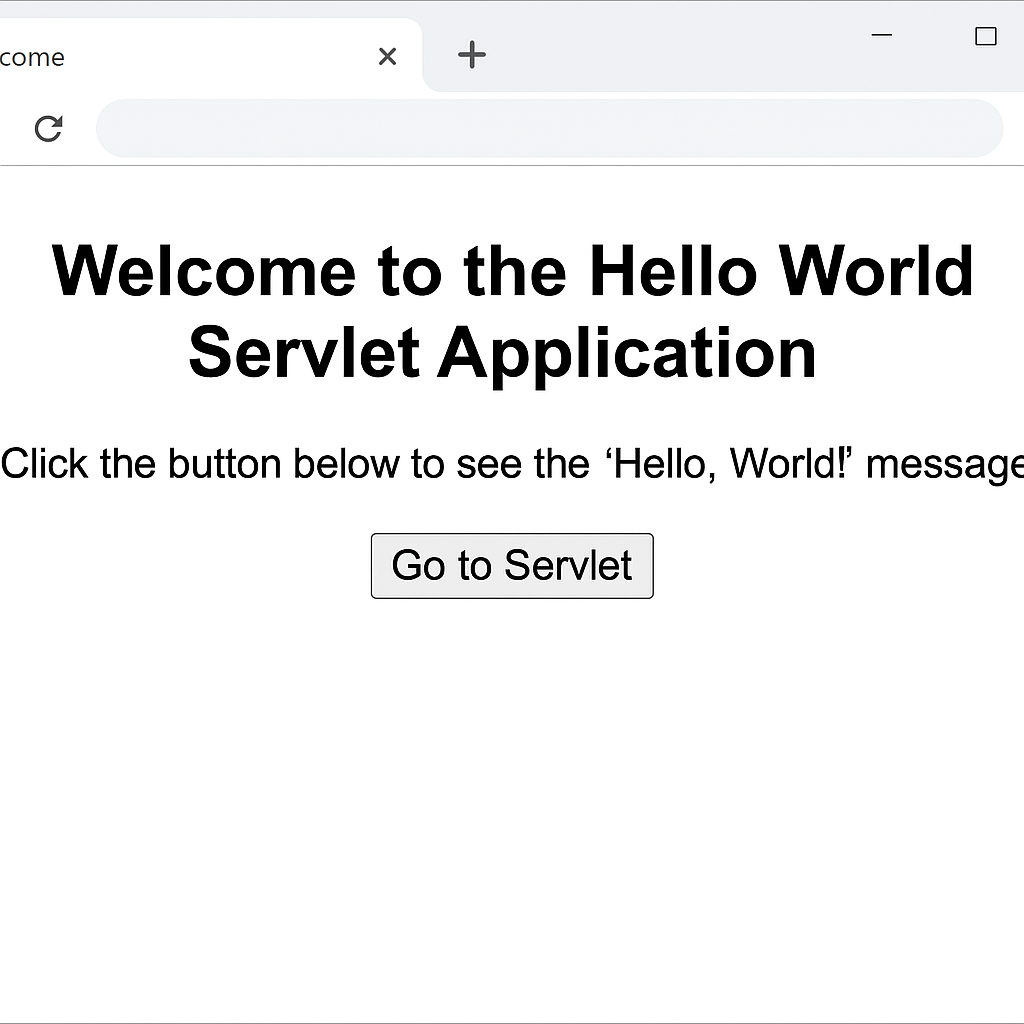 come
Welcome to the Hello World
Servlet Application
Click the button below to see the ‘Hello, World!’ message
Go to Servlet